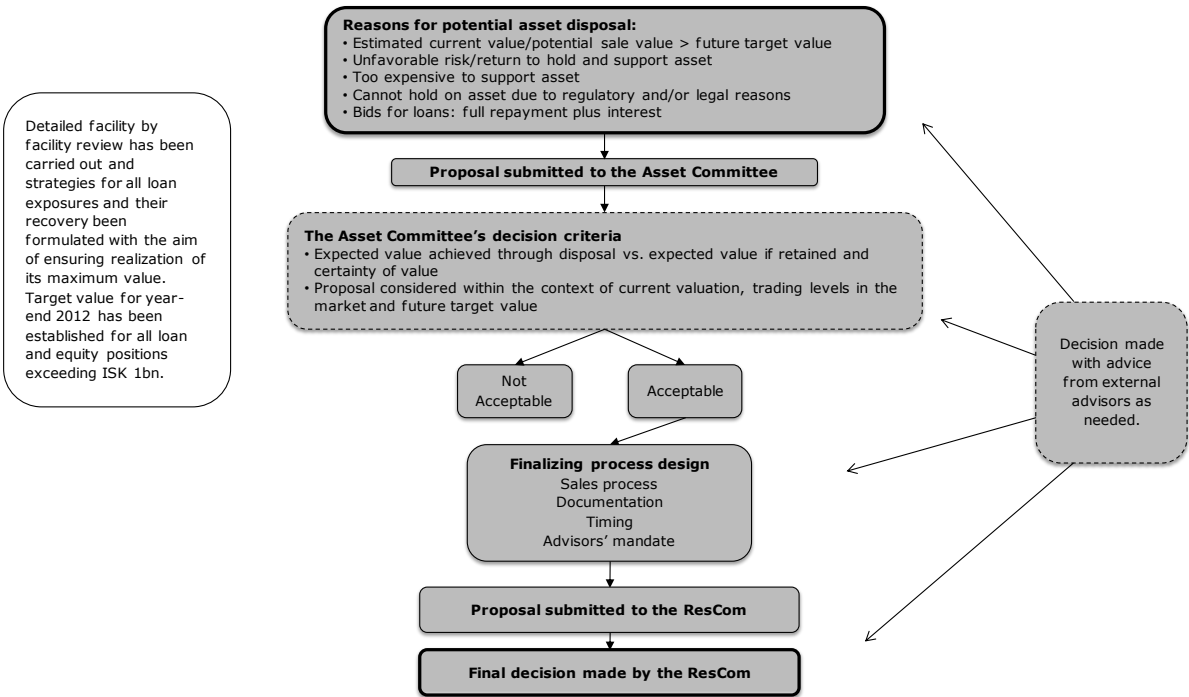 Reasons for potential asset disposal:
• Estimated current value/potential sale value > future target value
• Unfavorable risk/return to hold and support asset
• Too expensive to support asset
• Cannot hold on asset due to regulatory and/or legal reasons
• Bids for loans: full repayment plus interest
Detailed facility by
facility review has been
carried out and
strategies for all loan
exposures and their
recovery been
formulated with the aim
of ensuring realization of
its maximum value.
Target value for year-
end 2012 has been
established for all loan
and equity positions
exceeding ISK 1bn.
Proposal submitted to the Asset Committee
The Asset Committee’s decision criteria
• Expected value achieved through disposal vs. expected value if retained and
certainty of value
• Proposal considered within the context of current valuation, trading levels in the
market and future target value
Decision made
with advice
from external
advisors as
needed.
Not
Acceptable
Acceptable
Finalizing process design
Sales process
Documentation
Timing
Advisors’ mandate
Proposal submitted to the ResCom
Final decision made by the ResCom